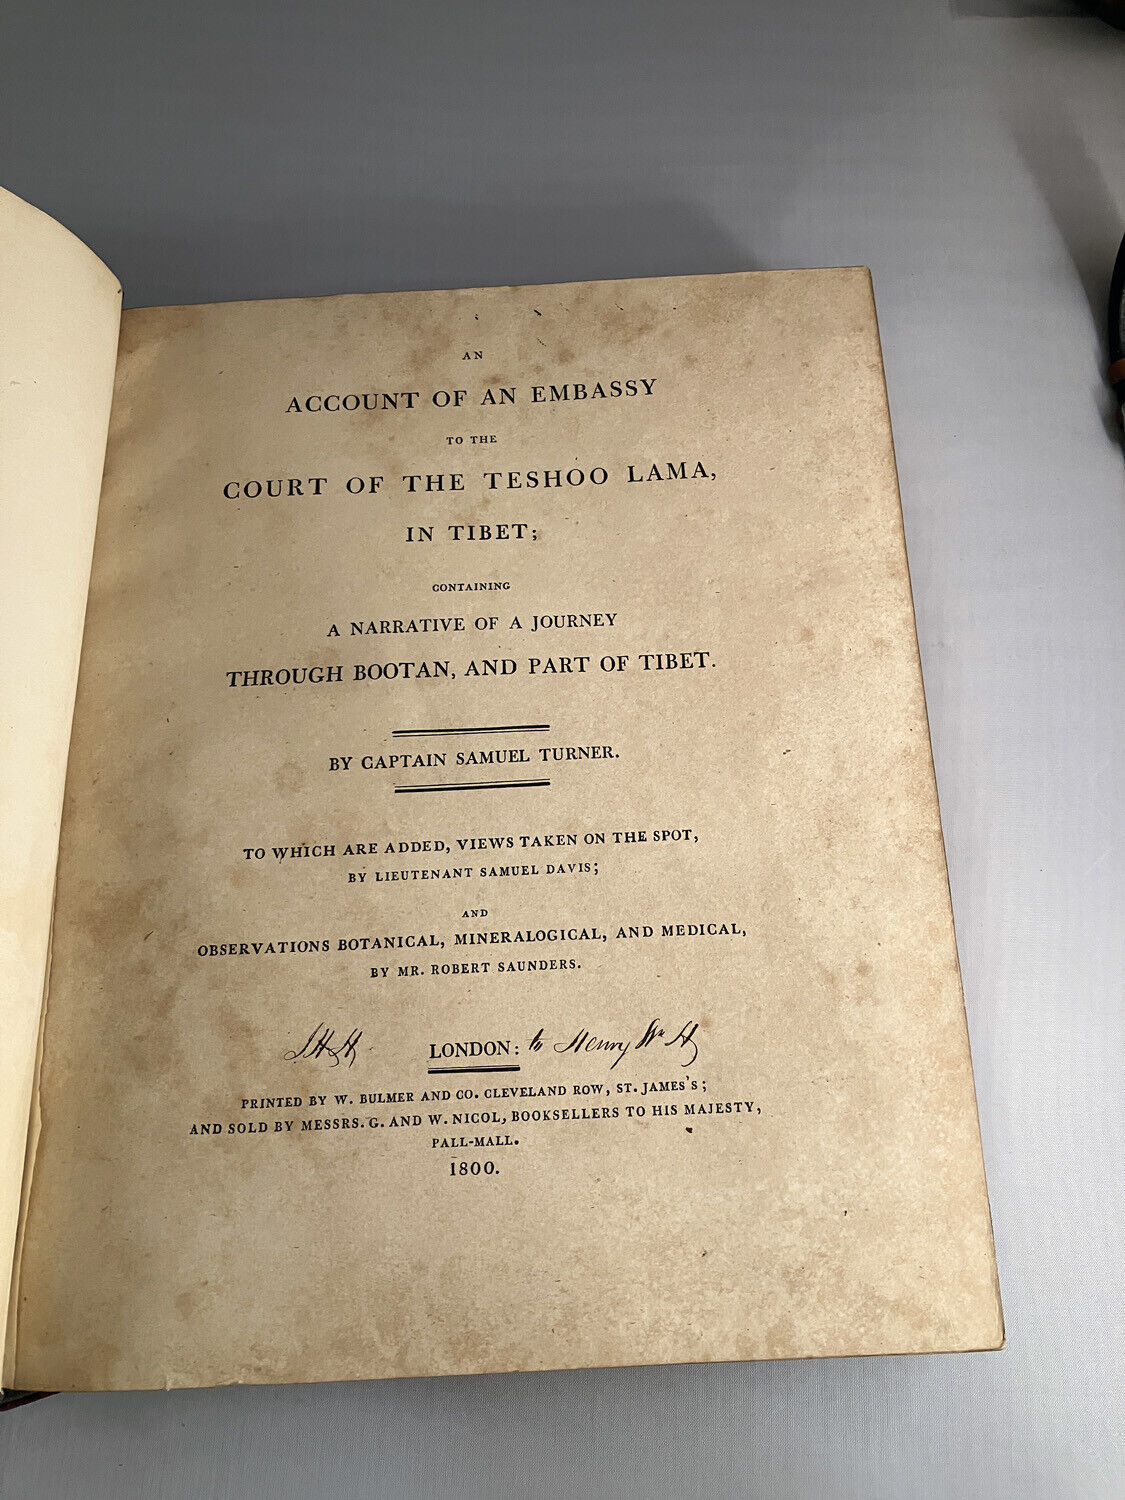 AN
ACCOUNT OF AN EMBASSY
TO THE
COURT OF THE TESHOO LAMA,
IN TIBET;
CONTAINING
A NARRATIVE OF A JOURNEY
THROUGH BOOTAN, AND PART OF TIBET.
BY CAPTAIN SAMUEL TURNER.
TO WHICH ARE ADDED, VIEWS TAKEN ON THE SPOT,
BY LIEUTENANT SAMUEL DAVIS;
AND
OBSERVATIONS BOTANICAL, MINERALOGICAL, AND MEDICAL,
BY MR. ROBERT SAUNDERS.
LONDON: to Henry Wm H
PRINTED BY W. BULMER AND CO. CLEVELAND ROW, ST. JAMES'S;
AND SOLD BY MESSRS. G. AND W. NICOL, BOOKSELLERS TO HIS MAJESTY,
PALL-MALL.
1800.